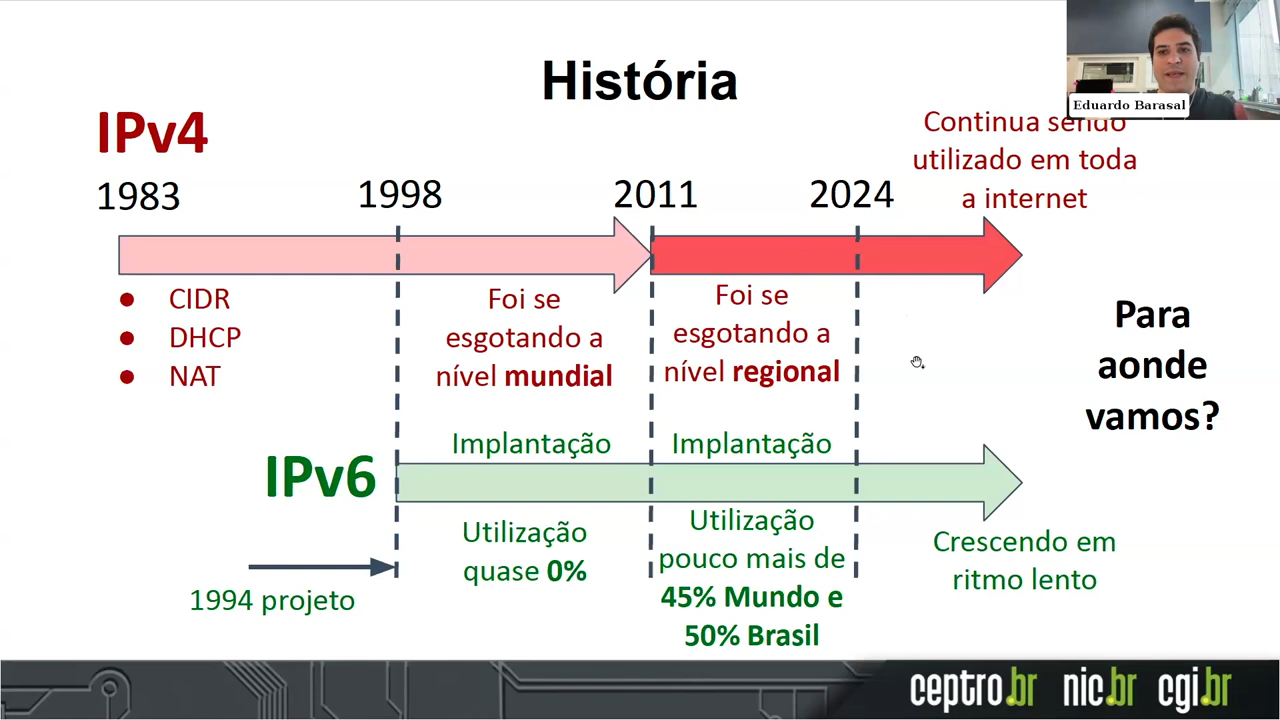 História
Eduardo Barasal
IPv4
Continua sendo
utilizado em toda
a internet
1983
1998
2011
2024
● CIDR
● DHCP
● NAT
Foi se
esgotando a
nível mundial
Foi se
esgotando a
nível regional
Para
aonde
vamos?
IPv6
Implantação
Implantação
Utilização
quase 0%
Utilização
pouco mais de
45% Mundo e
50% Brasil
Crescendo em
ritmo lento
1994 projeto
ceptro.br nic.br cgi.br